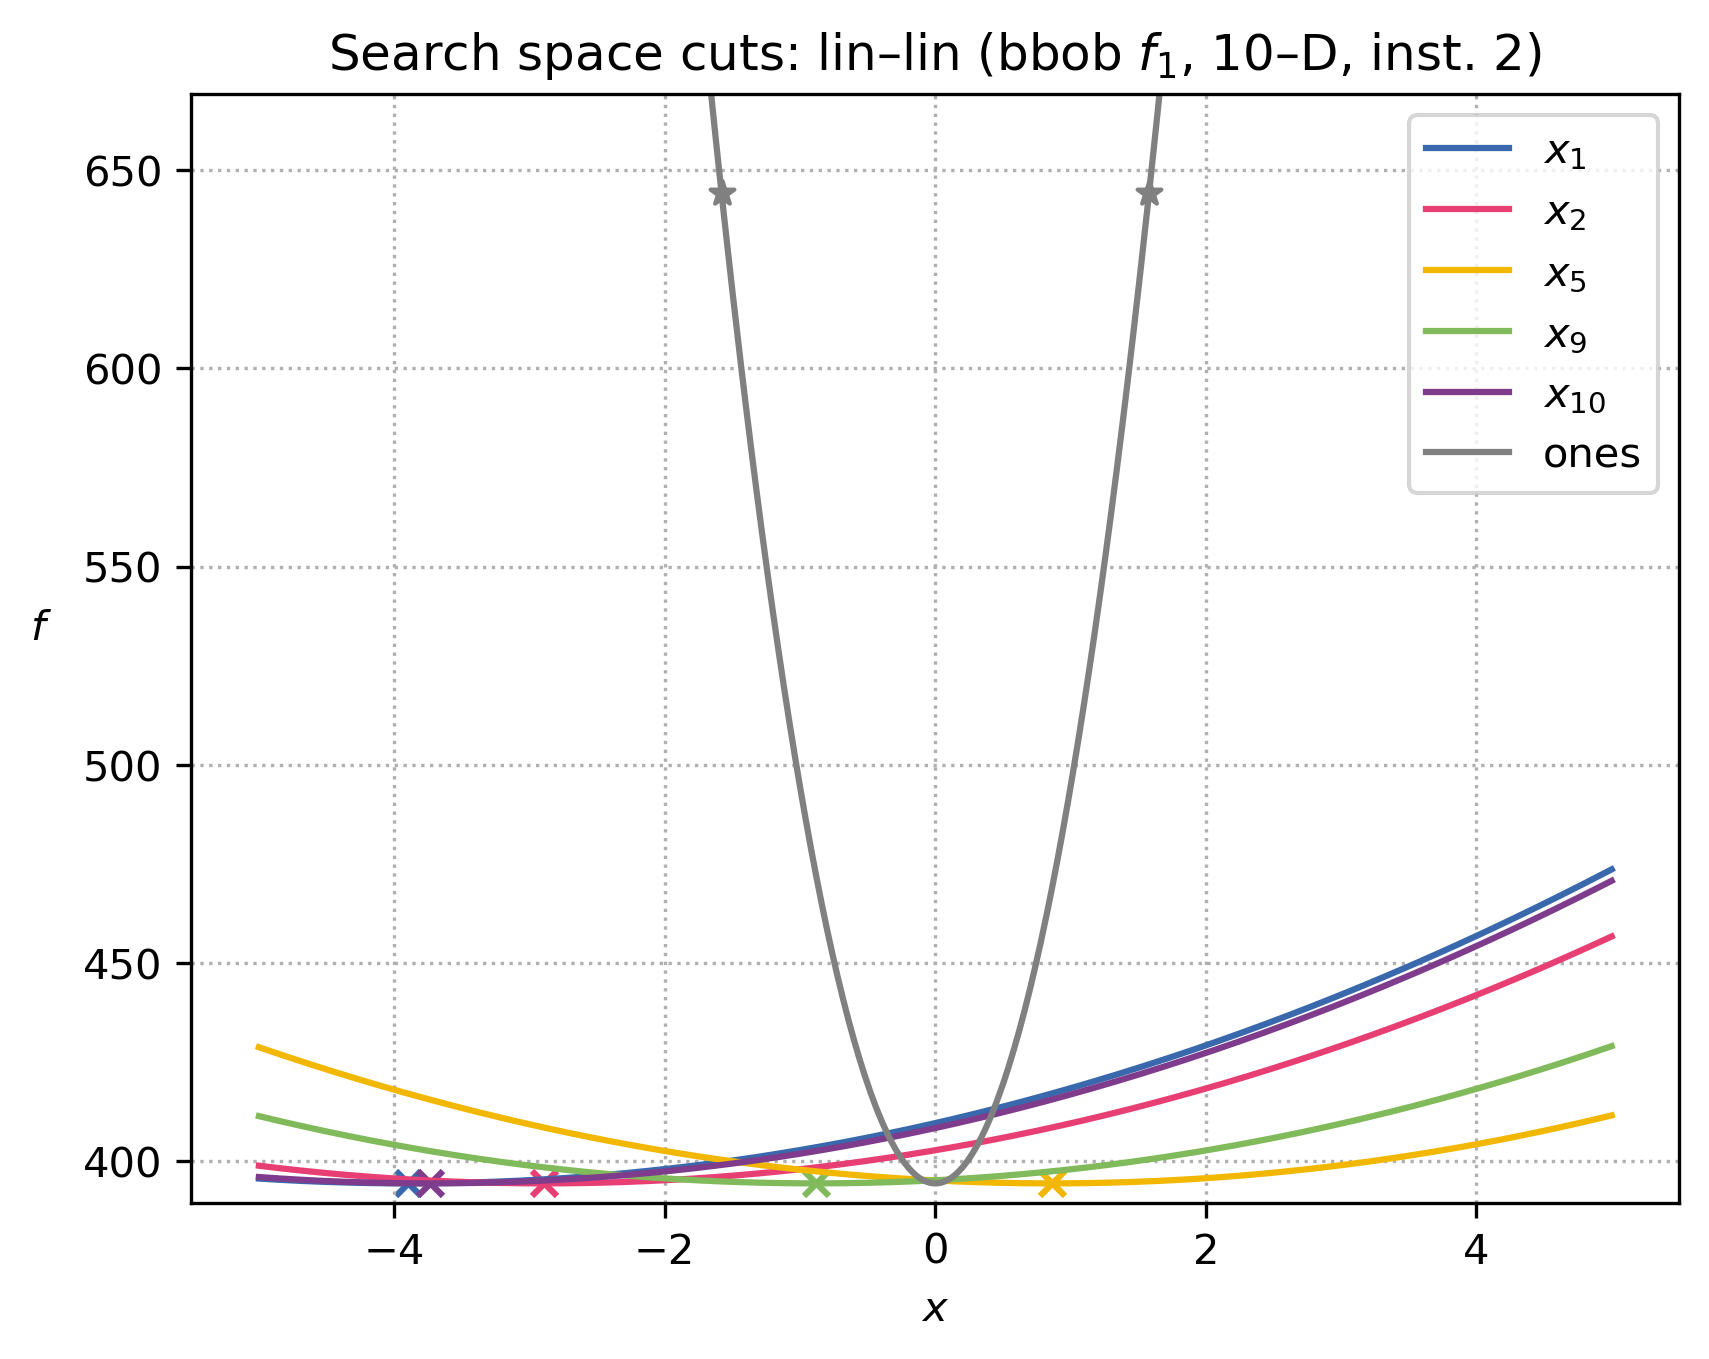 Search space cuts: lin–lin (bbob f₁, 10–D, inst. 2)
650
600
550
500
450
400
f
−4
−2
0
2
4
x
x₁
x₂
x₅
x₉
x₁₀
ones